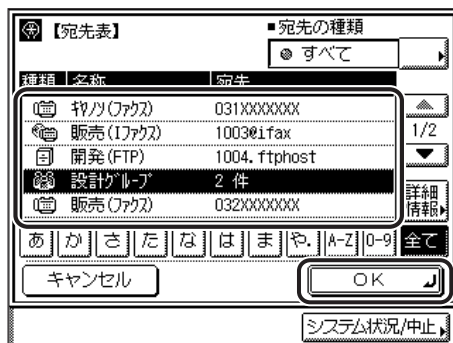 【宛先表】
■宛先の種類
すべて
種類 名称 宛先
ｷﾔﾉﾝ(ﾌｧｸｽ) 031XXXXXXX
販売(Iﾌｧｸｽ) 1003@ifax
開発(FTP) 1004.ftphost
設計ｸﾞﾙｰﾌﾟ 2 件
販売(ﾌｧｸｽ) 032XXXXXXX
1/2
詳細
情報
あ か さ た な は ま や. A-Z 0-9 全て
キャンセル OK
システム状況/中止